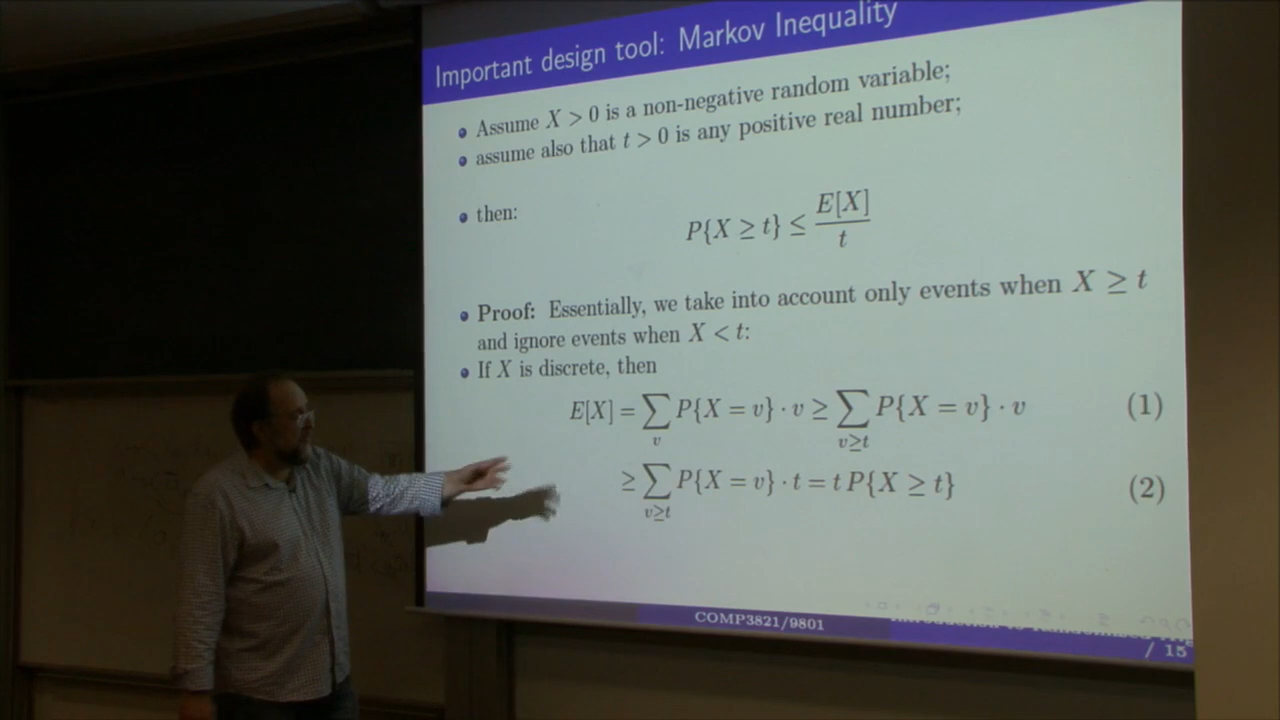 Important design tool: Markov Inequality
Assume X > 0 is a non-negative random variable;
assume also that t > 0 is any positive real number;
then:
P{X ≥ t} ≤ E[X] / t
Proof: Essentially, we take into account only events when X ≥ t
and ignore events when X < t:
If X is discrete, then
E[X] = ∑_v P{X = v} · v ≥ ∑_{v≥t} P{X = v} · v (1)
≥ ∑_{v≥t} P{X = v} · t = t P{X ≥ t} (2)
COMP3821/9801
/ 15